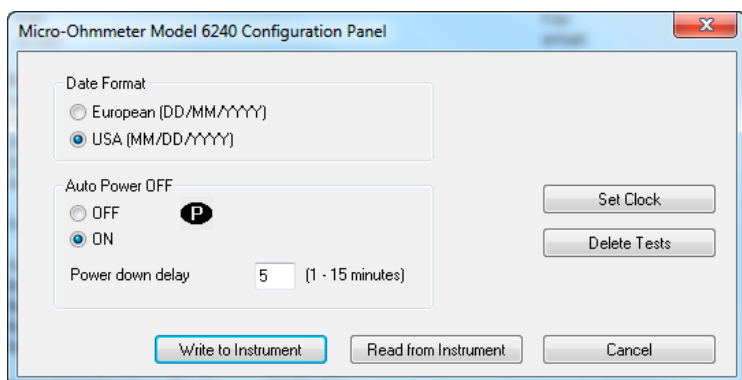 Micro-Ohmmeter Model 6240 Configuration Panel
Date Format
European (DD/MM/YYYY)
USA (MM/DD/YYYY)
Auto Power OFF
OFF
P
ON
Power down delay 5 (1 - 15 minutes)
Set Clock
Delete Tests
Write to Instrument Read from Instrument Cancel